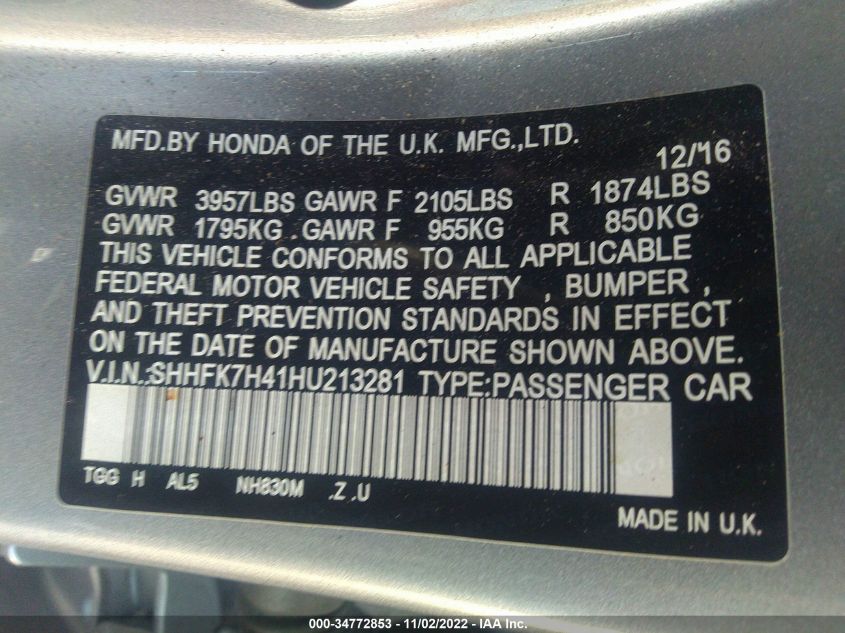 MFD.BY HONDA OF THE U.K. MFG.,LTD.
12/16
GVWR 3957LBS GAWR F 2105LBS R 1874LBS
GVWR 1795KG GAWR F 955KG R 850KG
THIS VEHICLE CONFORMS TO ALL APPLICABLE
FEDERAL MOTOR VEHICLE SAFETY , BUMPER ,
AND THEFT PREVENTION STANDARDS IN EFFECT
ON THE DATE OF MANUFACTURE SHOWN ABOVE.
V.I.N.:SHHFK7H41HU213281 TYPE:PASSENGER CAR
TGG H AL5 NH830M .Z .U
MADE IN U.K.
000-34772853 - 11/02/2022 - IAA Inc.